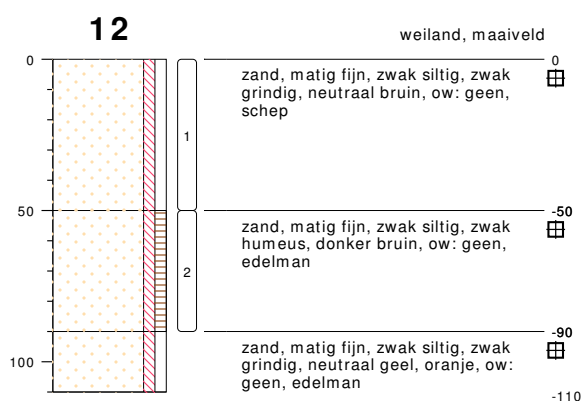 12
weiland, maaiveld
0
0
zand, matig fijn, zwak siltig, zwak
grindig, neutraal bruin, ow: geen,
schep
1
50
-50
zand, matig fijn, zwak siltig, zwak
humeus, donker bruin, ow: geen,
edelman
2
-90
zand, matig fijn, zwak siltig, zwak
grindig, neutraal geel, oranje, ow:
geen, edelman
100
-110